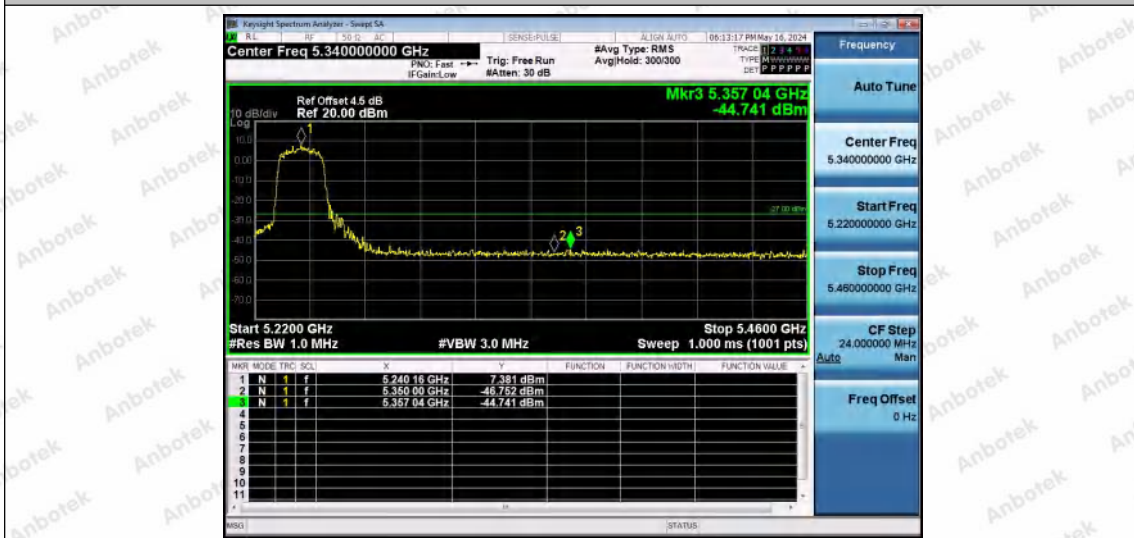 Keysight Spectrum Analyzer - Swept SA
RL RF 50 Ω AC SENSE:PULSE ALIGN AUTO 06:13:17 PM May 16, 2024
Center Freq 5.340000000 GHz
PNO: Fast
IFGain:Low
Trig: Free Run
#Atten: 30 dB
#Avg Type: RMS
Avg|Hold: 300/300
TRACE 1 2 3 4 5 6
TYPE M
DET P P P P P P
Mkr3 5.357 04 GHz
-44.741 dBm
Ref Offset 4.5 dB
10 dB/div Ref 20.00 dBm
Log
10.0
0.00
-10.0
-20.0
-30.0
-40.0
-50.0
-60.0
-70.0
1
2
3
-27.00 dBm
Start 5.2200 GHz Stop 5.4600 GHz
#Res BW 1.0 MHz #VBW 3.0 MHz Sweep 1.000 ms (1001 pts)
MKR MODE TRC SCL X Y FUNCTION FUNCTION WIDTH FUNCTION VALUE
1 N 1 f 5.240 16 GHz 7.381 dBm
2 N 1 f 5.350 00 GHz -46.752 dBm
3 N 1 f 5.357 04 GHz -44.741 dBm
4
5
6
7
8
9
10
11
MSG STATUS
Frequency
Auto Tune
Center Freq
5.340000000 GHz
Start Freq
5.220000000 GHz
Stop Freq
5.460000000 GHz
CF Step
24.000000 MHz
Auto Man
Freq Offset
0 Hz
Anbotek